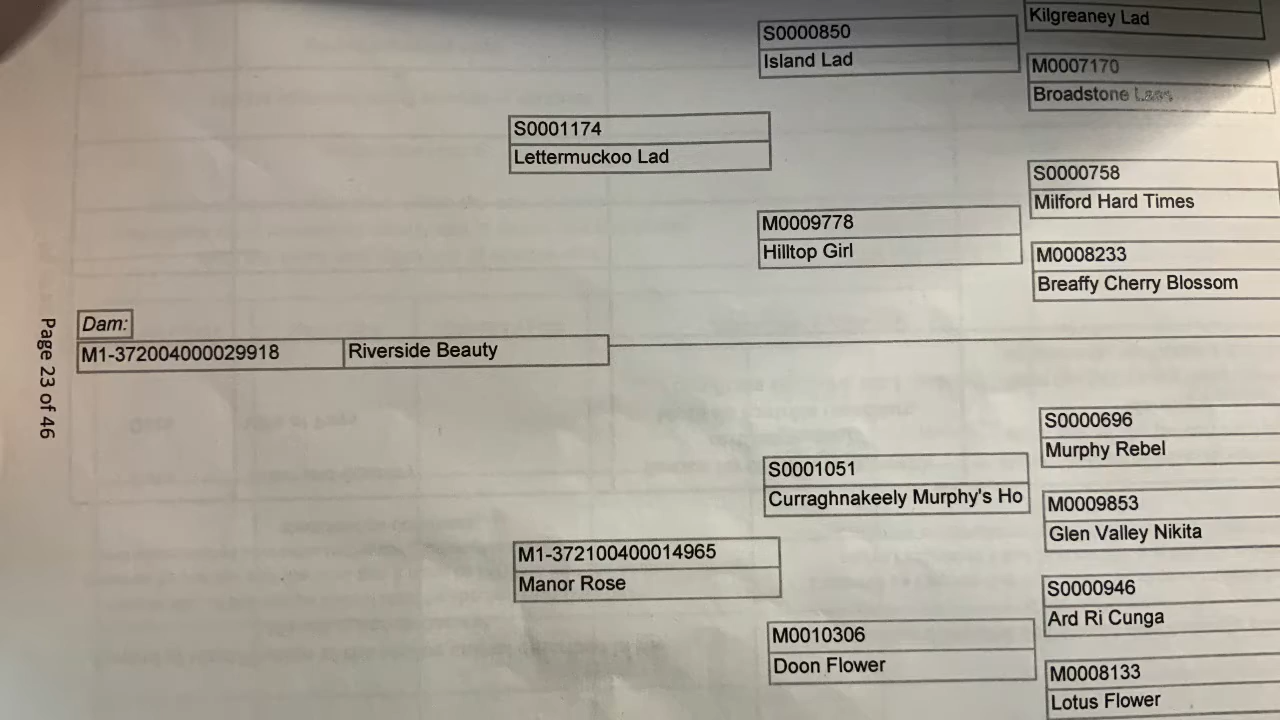 Kilgreaney Lad
S0000850
Island Lad
M0007170
Broadstone Lass
S0001174
Lettermuckoo Lad
S0000758
Milford Hard Times
M0009778
Hilltop Girl
M0008233
Breaffy Cherry Blossom
Dam:
M1-372004000029918 Riverside Beauty
Page 23 of 46
S0000696
Murphy Rebel
S0001051
Curraghnakeely Murphy's Ho
M0009853
Glen Valley Nikita
M1-372100400014965
Manor Rose
S0000946
Ard Ri Cunga
M0010306
Doon Flower
M0008133
Lotus Flower